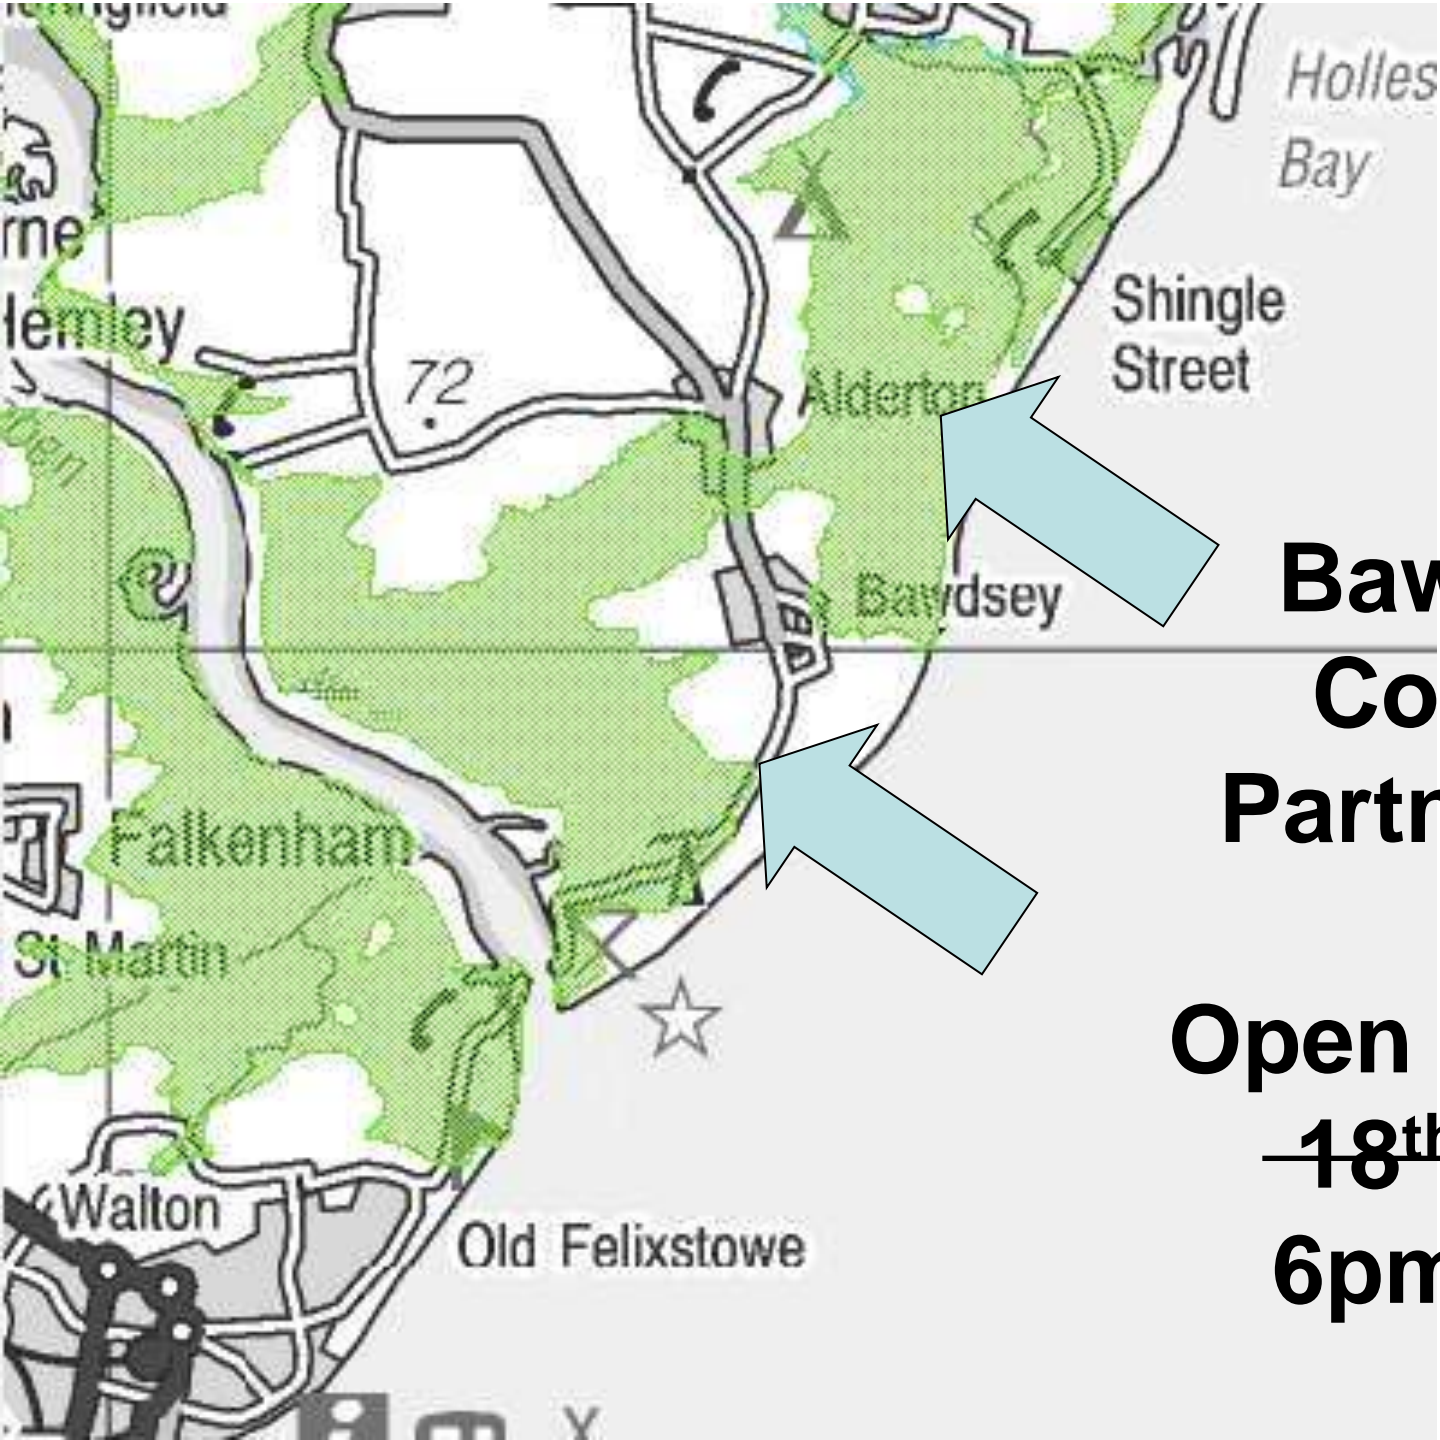 Holles
Bay
rne
Hemley
Shingle
Street
72
Alderton
Baw
Bawdsey
Co
Partn
Falkenham
St Martin
Open
18th
6pm
Walton
Old Felixstowe